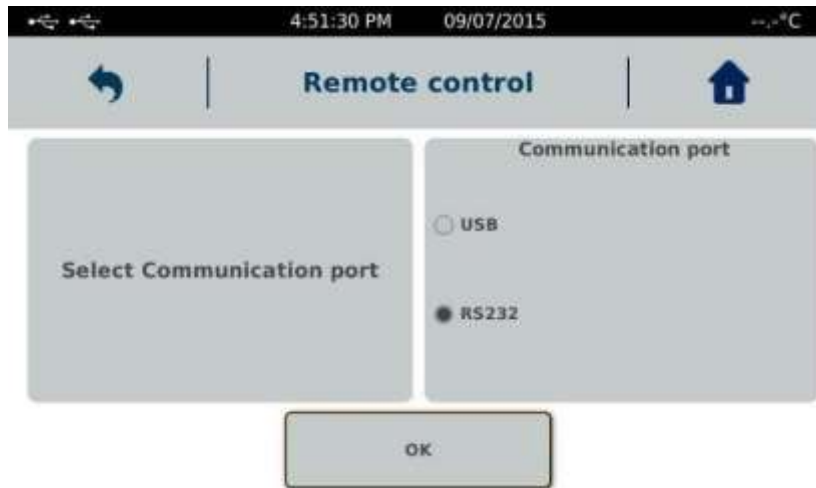 4:51:30 PM 09/07/2015 --.-°C
Remote control
Communication port
USB
Select Communication port
RS232
OK